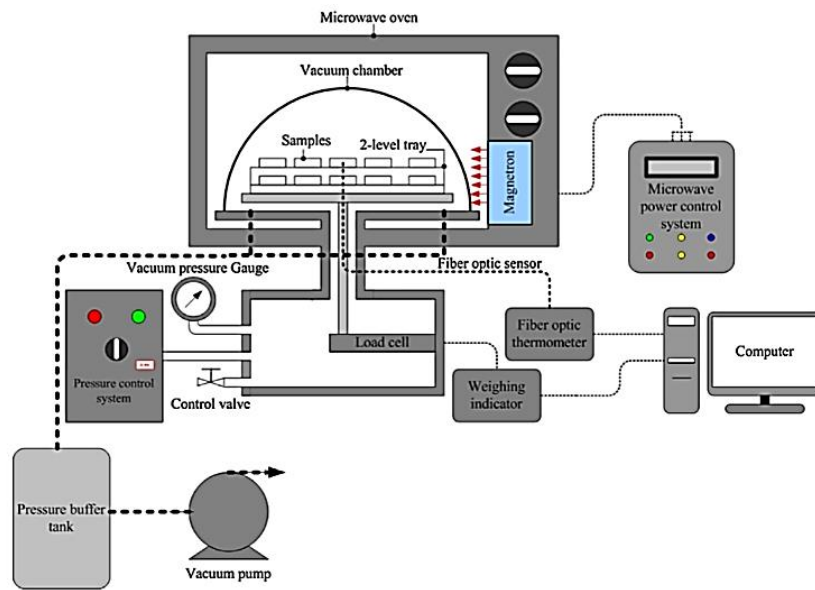 Microwave oven
Vacuum chamber
Samples
2-level tray
Magnetron
Microwave
power control
system
Vacuum pressure Gauge
Fiber optic sensor
Fiber optic
thermometer
Computer
Load cell
Pressure control
system
Control valve
Weighing
indicator
Pressure buffer
tank
Vacuum pump